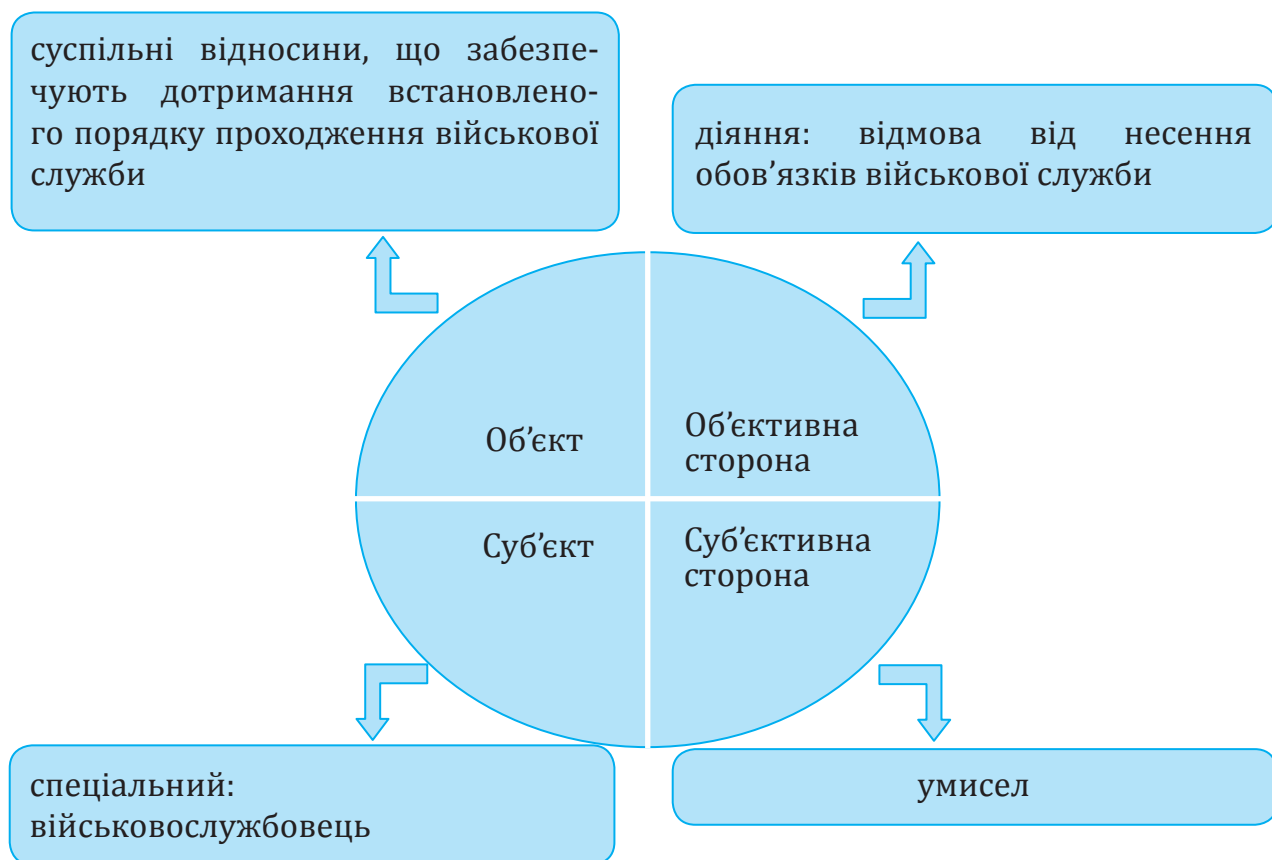 суспільні відносини, що забезпе-
чують дотримання встановлено-
го порядку проходження військової
служби
діяння: відмова від несення
обов’язків військової служби
Об’єкт
Об’єктивна
сторона
Суб’єкт
Суб’єктивна
сторона
спеціальний:
військовослужбовець
умисел